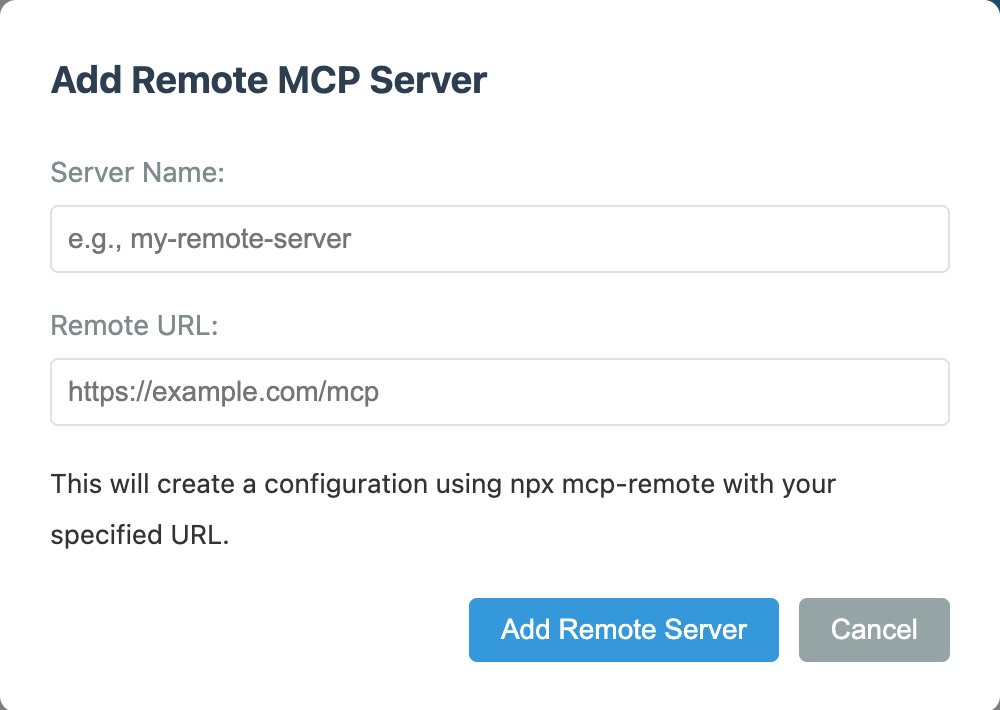 Add Remote MCP Server
Server Name:
e.g., my-remote-server
Remote URL:
https://example.com/mcp
This will create a configuration using npx mcp-remote with your
specified URL.
Add Remote Server
Cancel